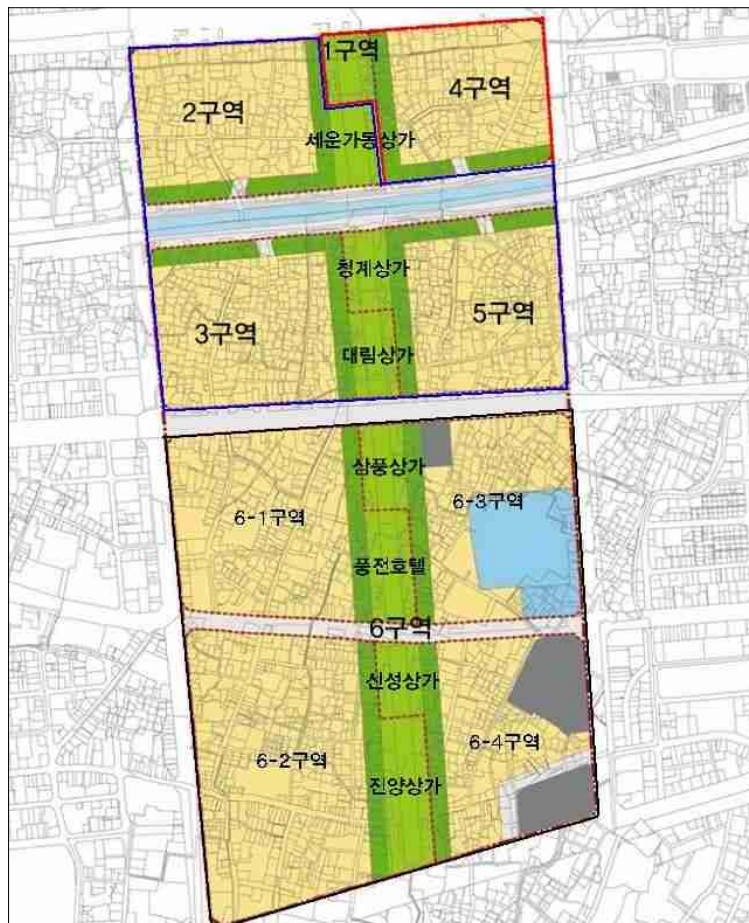 1구역
2구역
4구역
세운가동상가
청계상가
3구역
5구역
대림상가
삼풍상가
6-1구역
6-3구역
풍전호텔
6구역
신성상가
6-2구역
6-4구역
진양상가